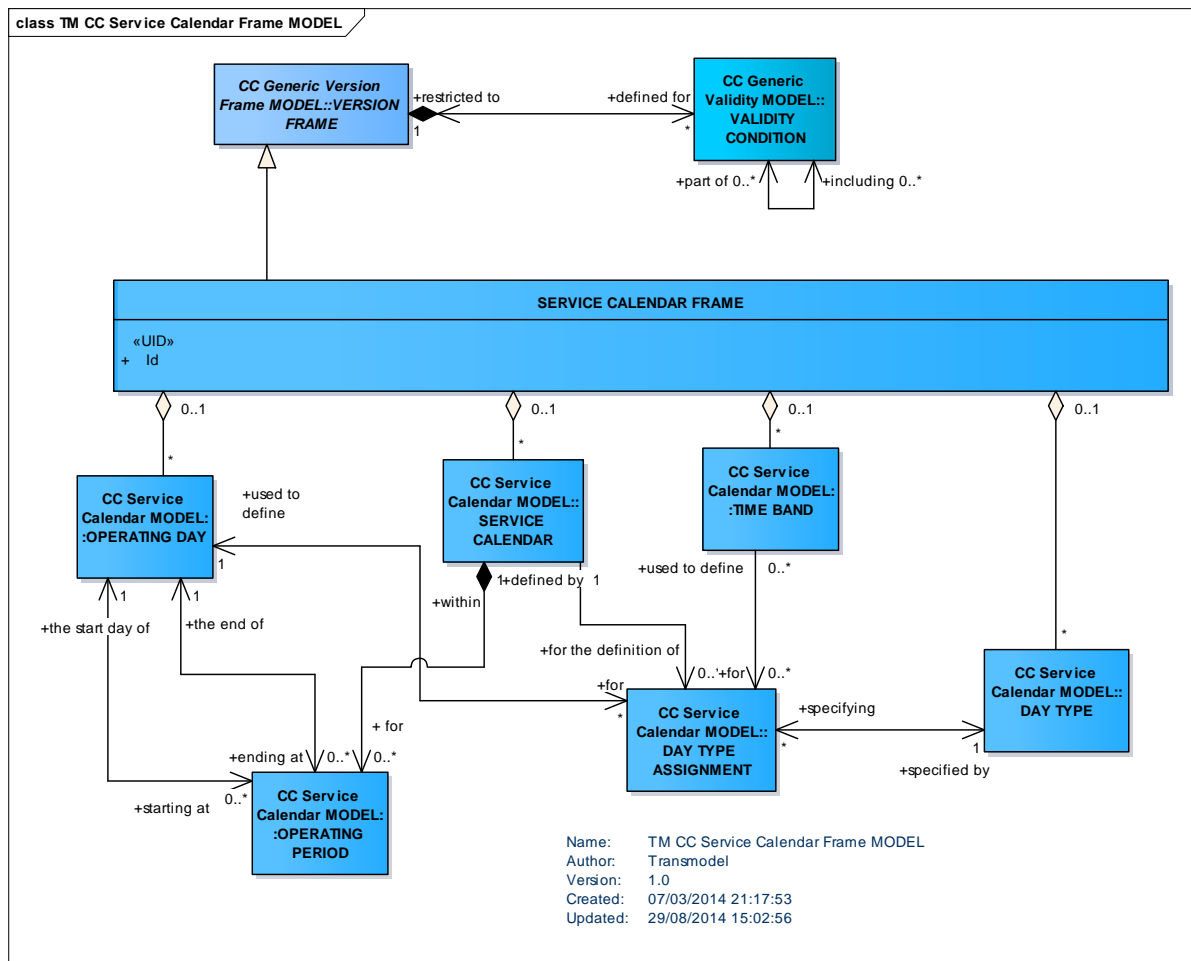 class TM CC Service Calendar Frame MODEL
CC Generic Version
Frame MODEL::VERSION
FRAME
+restricted to
1
+defined for
*
CC Generic
Validity MODEL::
VALIDITY
CONDITION
+part of 0..*
+including 0..*
SERVICE CALENDAR FRAME
«UID»
+ Id
0..1
0..1
0..1
0..1
*
*
*
*
CC Service
Calendar MODEL:
:OPERATING DAY
+used to
define
1
CC Service
Calendar MODEL::
SERVICE
CALENDAR
CC Service
Calendar MODEL:
:TIME BAND
1
+the start day of
1
+the end of
+within
1
+defined by 1
+used to define
0..*
+for the definition of
0..*
+for
0..*
+for
*
CC Service
Calendar MODEL::
DAY TYPE
CC Service
Calendar MODEL::
DAY TYPE
ASSIGNMENT
+specifying
*
1
+specified by
+ for
0..*
+ending at
0..*
+starting at
0..*
CC Service
Calendar MODEL:
:OPERATING
PERIOD
Name: TM CC Service Calendar Frame MODEL
Author: Transmodel
Version: 1.0
Created: 07/03/2014 21:17:53
Updated: 29/08/2014 15:02:56